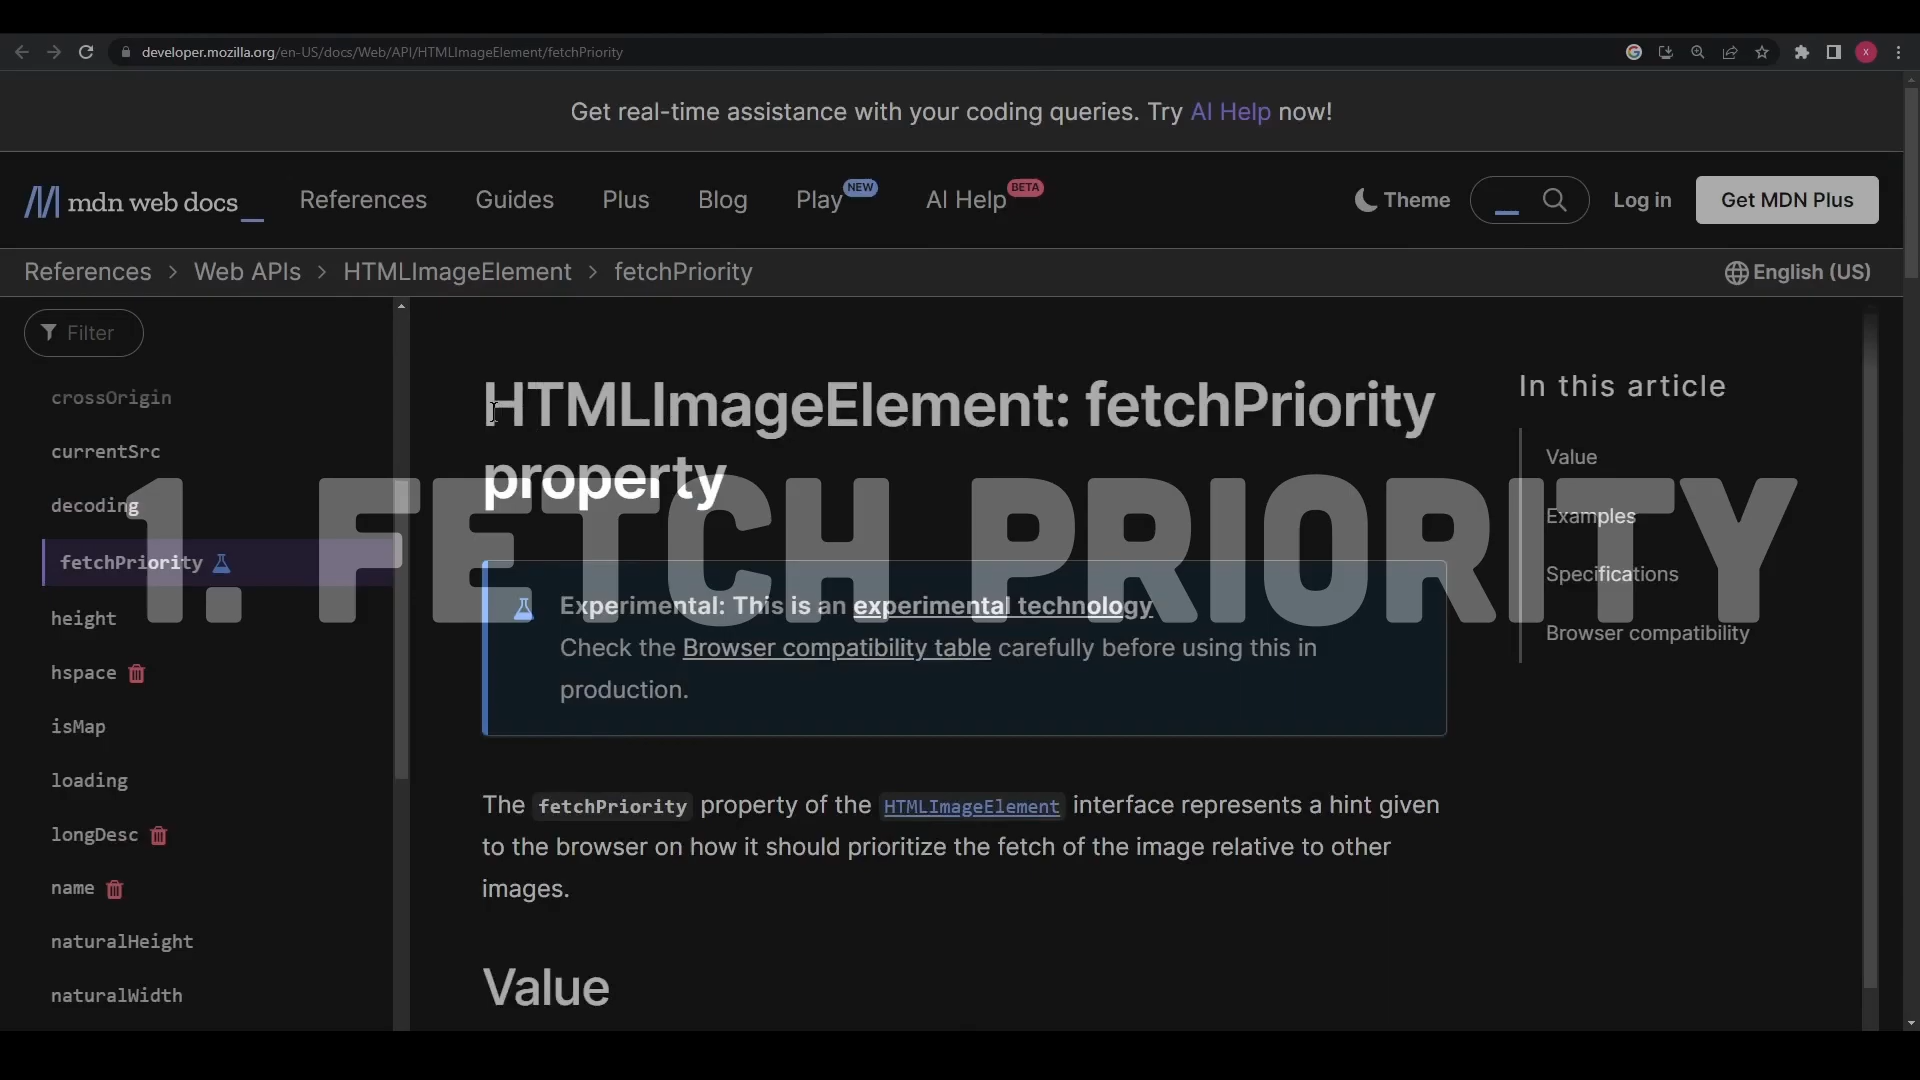 developer.mozilla.org/en-US/docs/Web/API/HTMLImageElement/fetchPriority
X
Get real-time assistance with your coding queries. Try AI Help now!
mdn web docs_
References
Guides
Plus
Blog
Play NEW
AI Help BETA
Theme
Log in
Get MDN Plus
References > Web APIs > HTMLImageElement > fetchPriority
English (US)
Filter
crossOrigin
currentSrc
decoding
fetchPriority
height
hspace
isMap
loading
longDesc
name
naturalHeight
naturalWidth
HTMLImageElement: fetchPriority
property
1. FETCH PRIORITY
Experimental: This is an experimental technology
Check the Browser compatibility table carefully before using this in
production.
The fetchPriority property of the HTMLImageElement interface represents a hint given
to the browser on how it should prioritize the fetch of the image relative to other
images.
Value
In this article
Value
Examples
Specifications
Browser compatibility